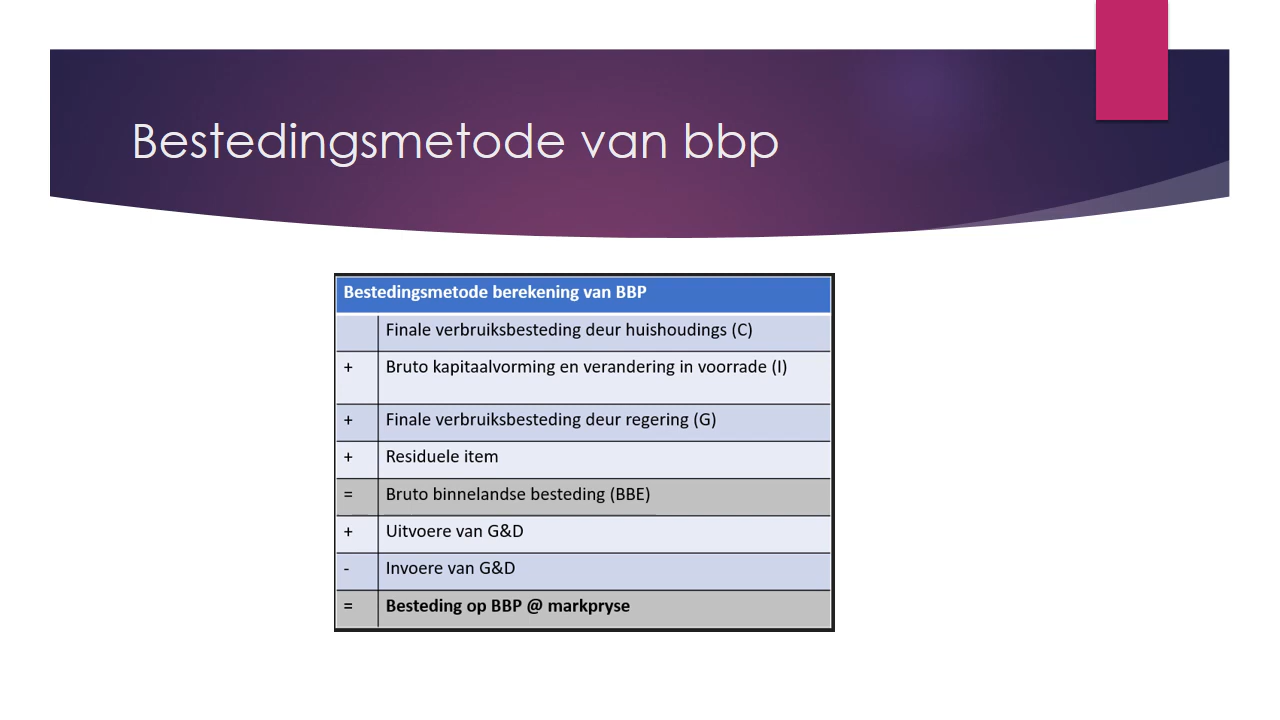 Bestedingsmetode van bbp
Bestedingsmetode berekening van BBP
Finale verbruiksbesteding deur huishoudings (C)
+ Bruto kapitaalvorming en verandering in voorrade (I)
+ Finale verbruiksbesteding deur regering (G)
+ Residuele item
= Bruto binnelandse besteding (BBE)
+ Uitvoere van G&D
- Invoere van G&D
= Besteding op BBP @ markpryse